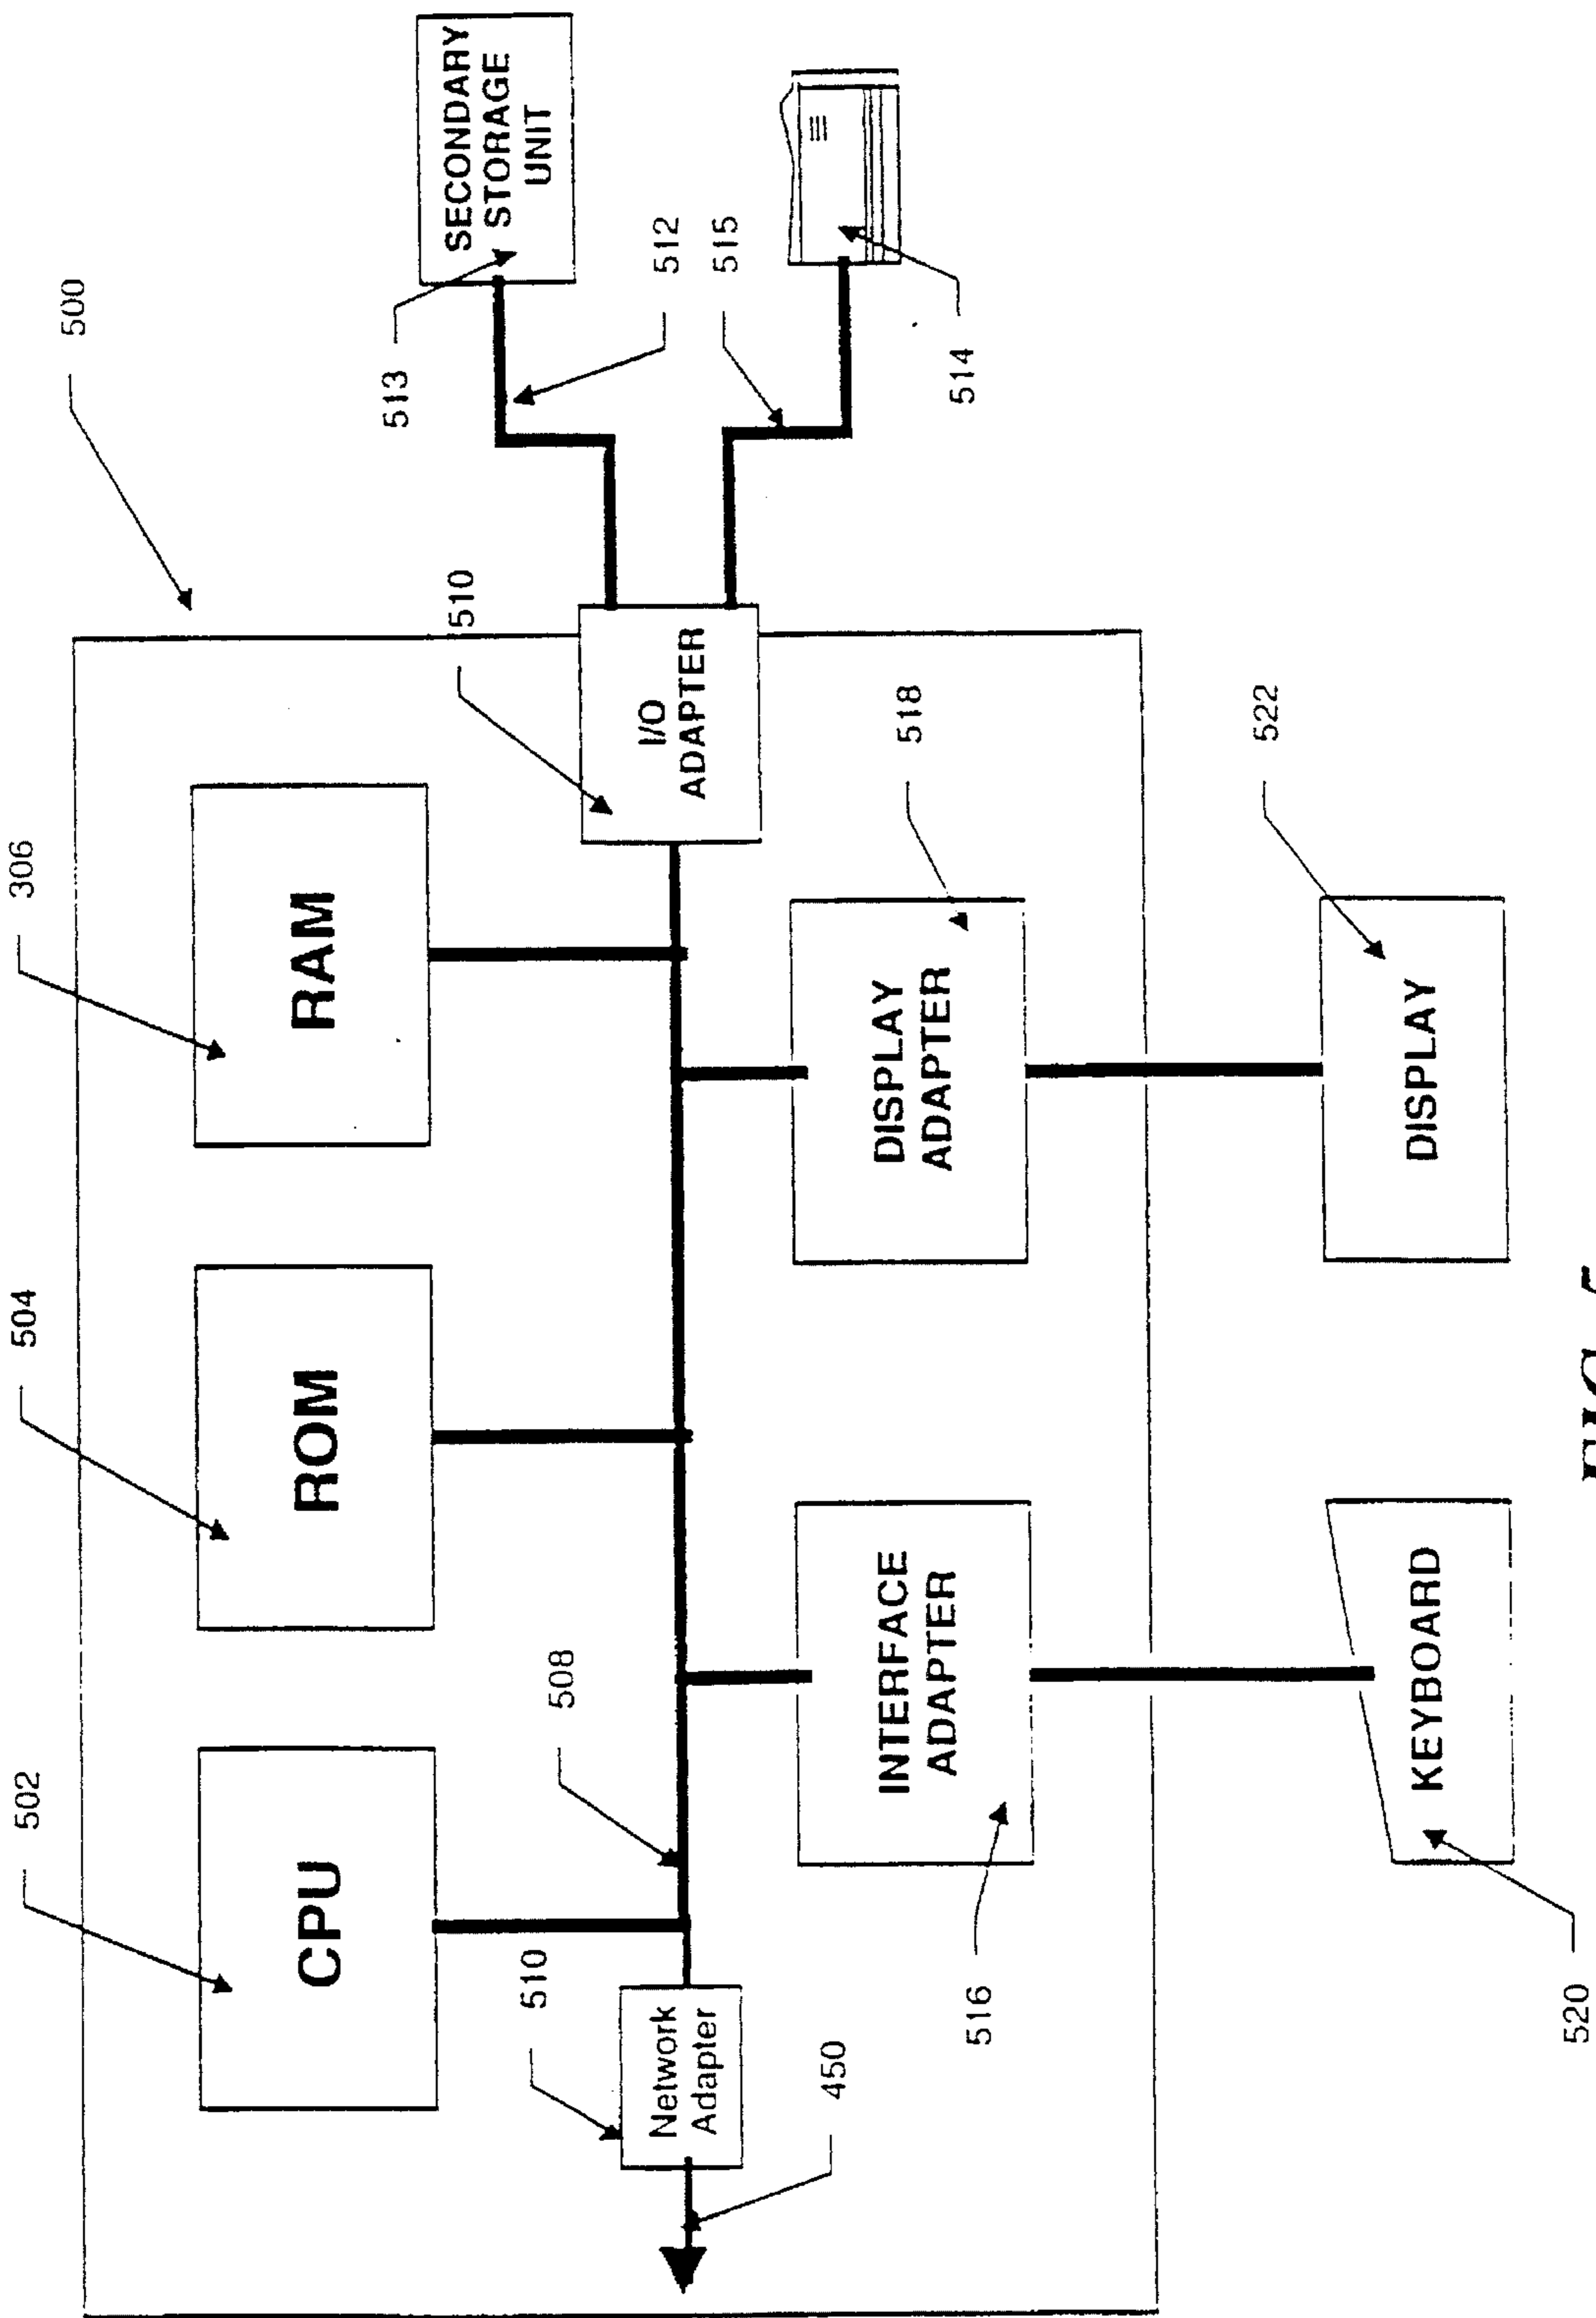 500
502
504
306
CPU
ROM
RAM
510
508
510
SECONDARY
STORAGE
UNIT
513
512
515
514
Network
Adapter
I/O
ADAPTER
450
516
INTERFACE
ADAPTER
DISPLAY
ADAPTER
518
KEYBOARD
DISPLAY
522
520